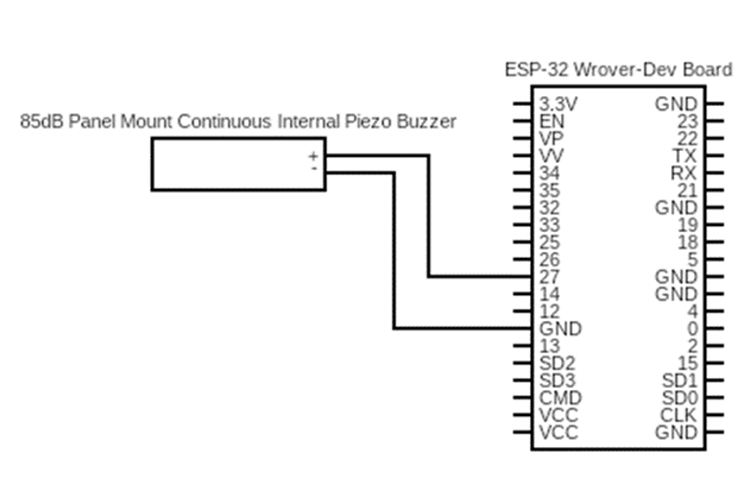 ESP-32 Wrover-Dev Board
85dB Panel Mount Continuous Internal Piezo Buzzer
+
-
3.3V GND
EN 23
VP 22
VV TX
34 RX
35 21
32 GND
33 19
25 18
26 5
27 GND
14 GND
12 4
GND 0
13 2
SD2 15
SD3 SD1
CMD SD0
VCC CLK
VCC GND